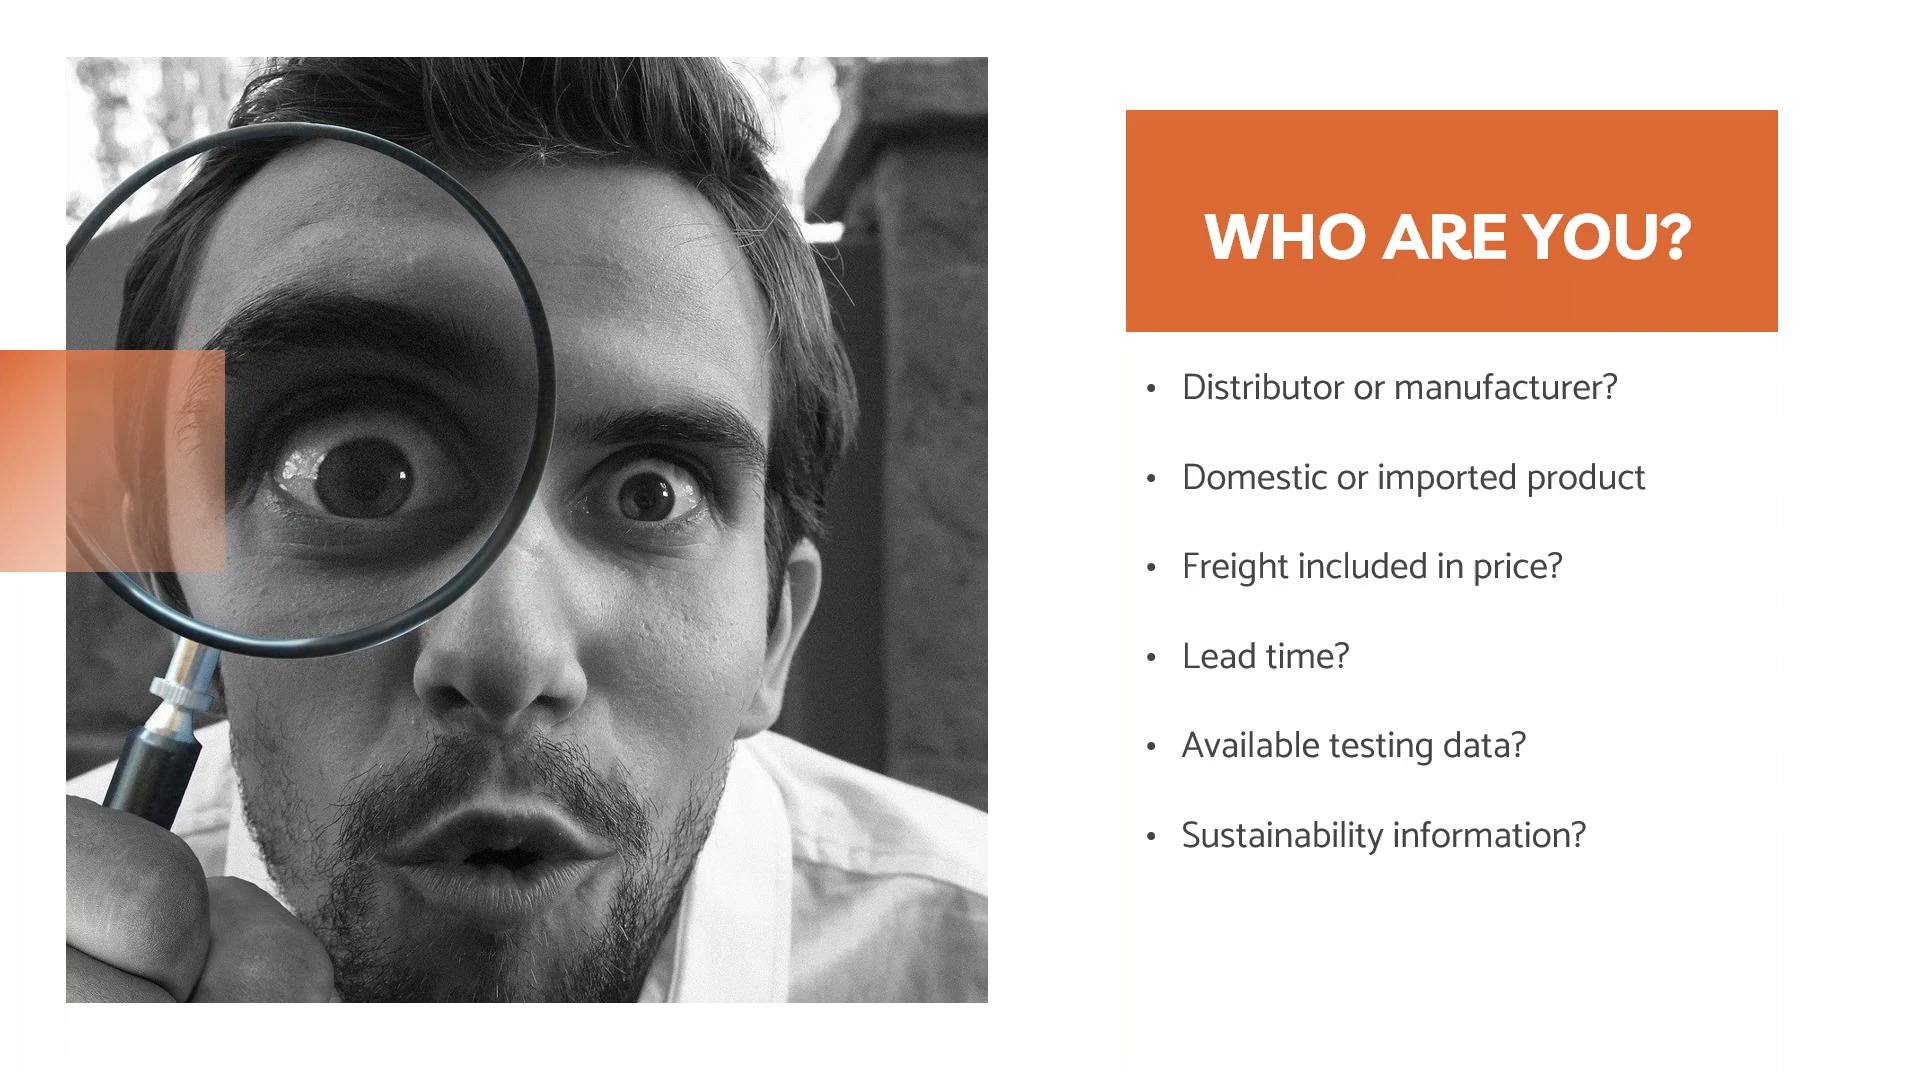 WHO ARE YOU?
• Distributor or manufacturer?
• Domestic or imported product
• Freight included in price?
• Lead time?
• Available testing data?
• Sustainability information?